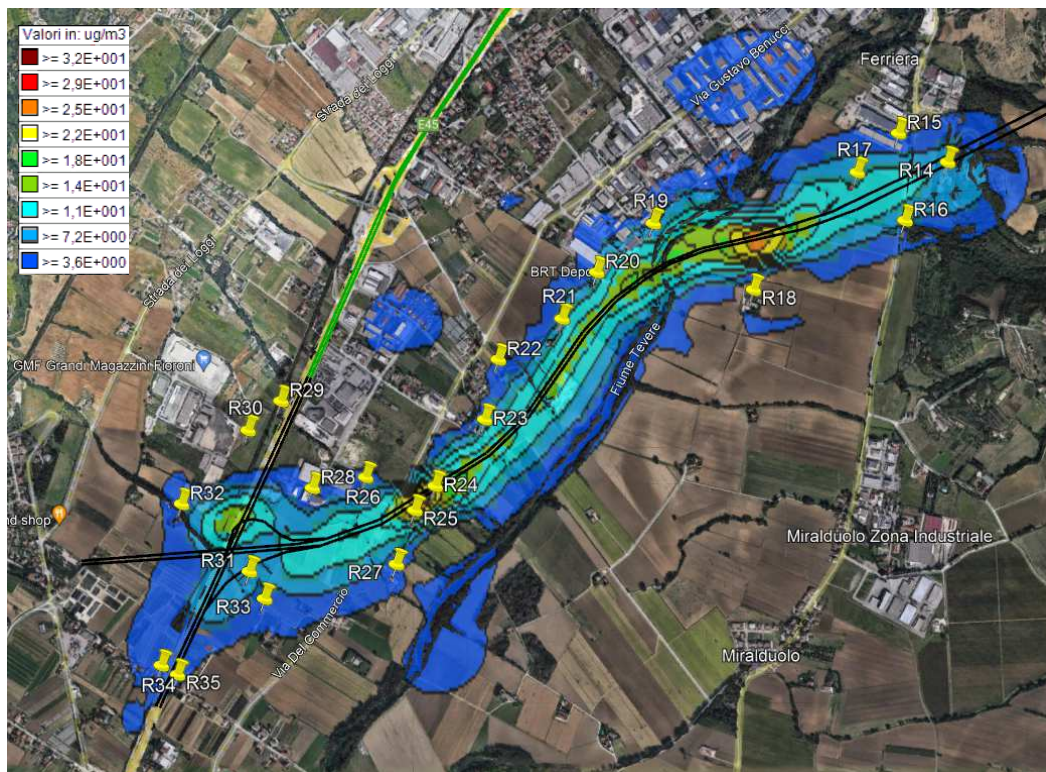 Valori in: ug/m3
>= 3,2E+001
>= 2,9E+001
>= 2,5E+001
>= 2,2E+001
>= 1,8E+001
>= 1,4E+001
>= 1,1E+001
>= 7,2E+000
>= 3,6E+000
Strada dei Loggi
E45
Via Gustavo Benucci
Ferriera
R15
R17
R14
R16
R19
R20
BRT Depo
R18
R21
Strada dei Loggi
R22
Fiume Tevere
GMF Grandi Magazzini Fioroni
R29
R30
R23
R28
R26
R24
R32
R25
nd shop
Miralduolo Zona Industriale
R31
R27
R33
Via Del Commercio
Miralduolo
R34
R35